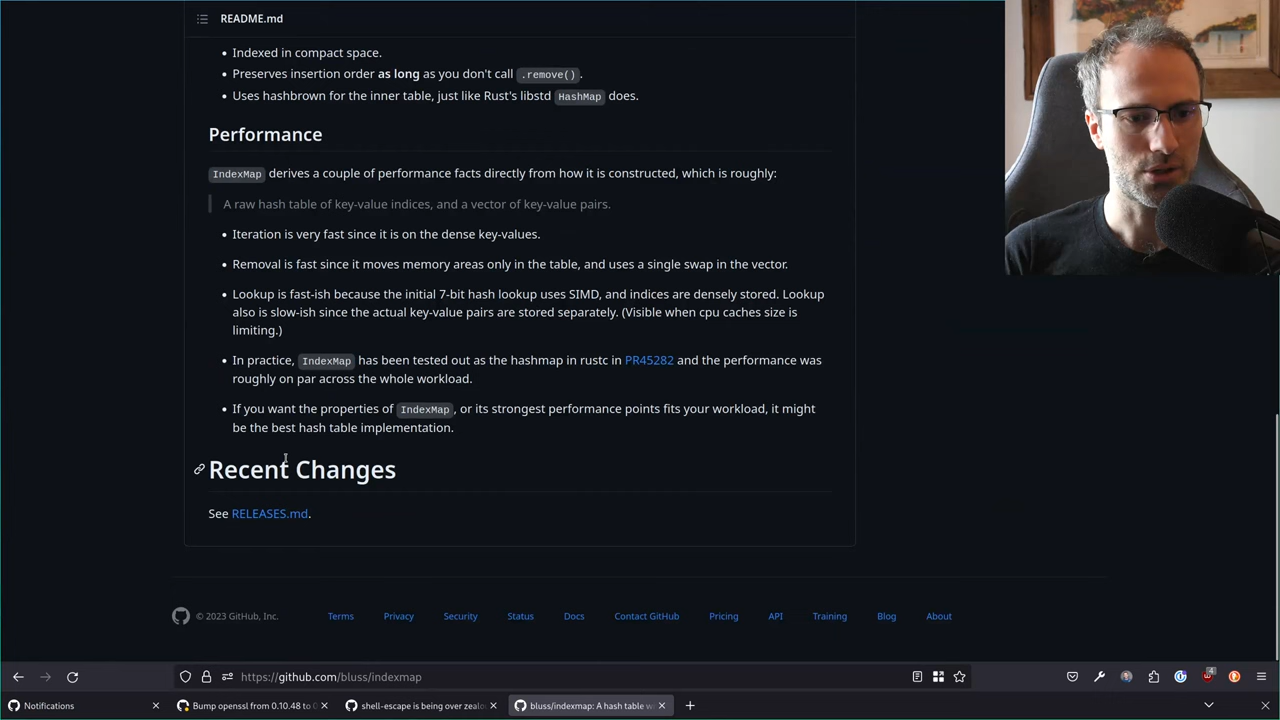 README.md
Indexed in compact space.
Preserves insertion order as long as you don't call .remove().
Uses hashbrown for the inner table, just like Rust's libstd HashMap does.
Performance
IndexMap derives a couple of performance facts directly from how it is constructed, which is roughly:
A raw hash table of key-value indices, and a vector of key-value pairs.
Iteration is very fast since it is on the dense key-values.
Removal is fast since it moves memory areas only in the table, and uses a single swap in the vector.
Lookup is fast-ish because the initial 7-bit hash lookup uses SIMD, and indices are densely stored. Lookup
also is slow-ish since the actual key-value pairs are stored separately. (Visible when cpu caches size is
limiting.)
In practice, IndexMap has been tested out as the hashmap in rustc in PR45282 and the performance was
roughly on par across the whole workload.
If you want the properties of IndexMap, or its strongest performance points fits your workload, it might
be the best hash table implementation.
Recent Changes
See RELEASES.md.
© 2023 GitHub, Inc. Terms Privacy Security Status Docs Contact GitHub Pricing API Training Blog About
https://github.com/bluss/indexmap
4
Notifications × Bump openssl from 0.10.48 to × shell-escape is being over × bluss/indexmap: A hash table × +